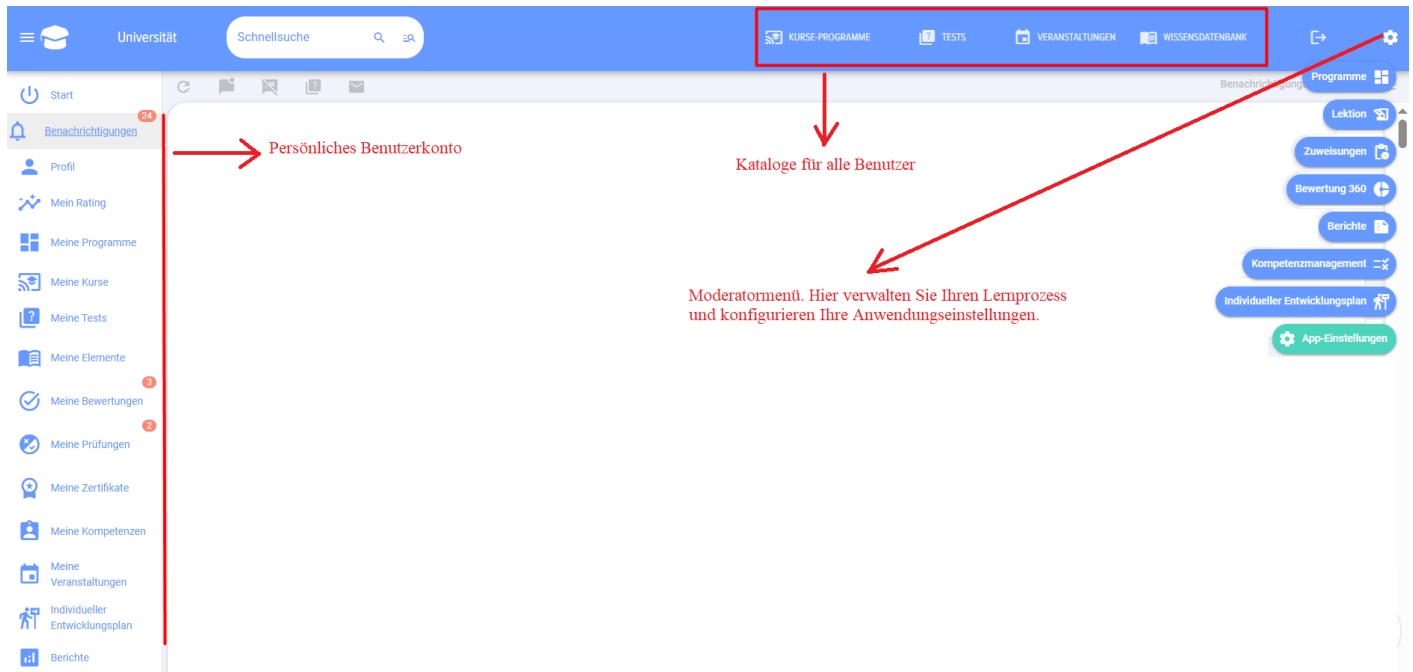 Universität
Schnellsuche
KURSE-PROGRAMME
TESTS
VERANSTALTUNGEN
WISSENSDATENBANK
Start
24
Benachrichtigungen
Profil
Mein Rating
Meine Programme
Meine Kurse
Meine Tests
Meine Elemente
3
Meine Bewertungen
2
Meine Prüfungen
Meine Zertifikate
Meine Kompetenzen
Meine
Veranstaltungen
Individueller
Entwicklungsplan
Berichte
Persönliches Benutzerkonto
Kataloge für alle Benutzer
Moderatormenü. Hier verwalten Sie Ihren Lernprozess
und konfigurieren Ihre Anwendungseinstellungen.
Programme
Lektion
Zuweisungen
Bewertung 360
Berichte
Kompetenzmanagement
Individueller Entwicklungsplan
App-Einstellungen